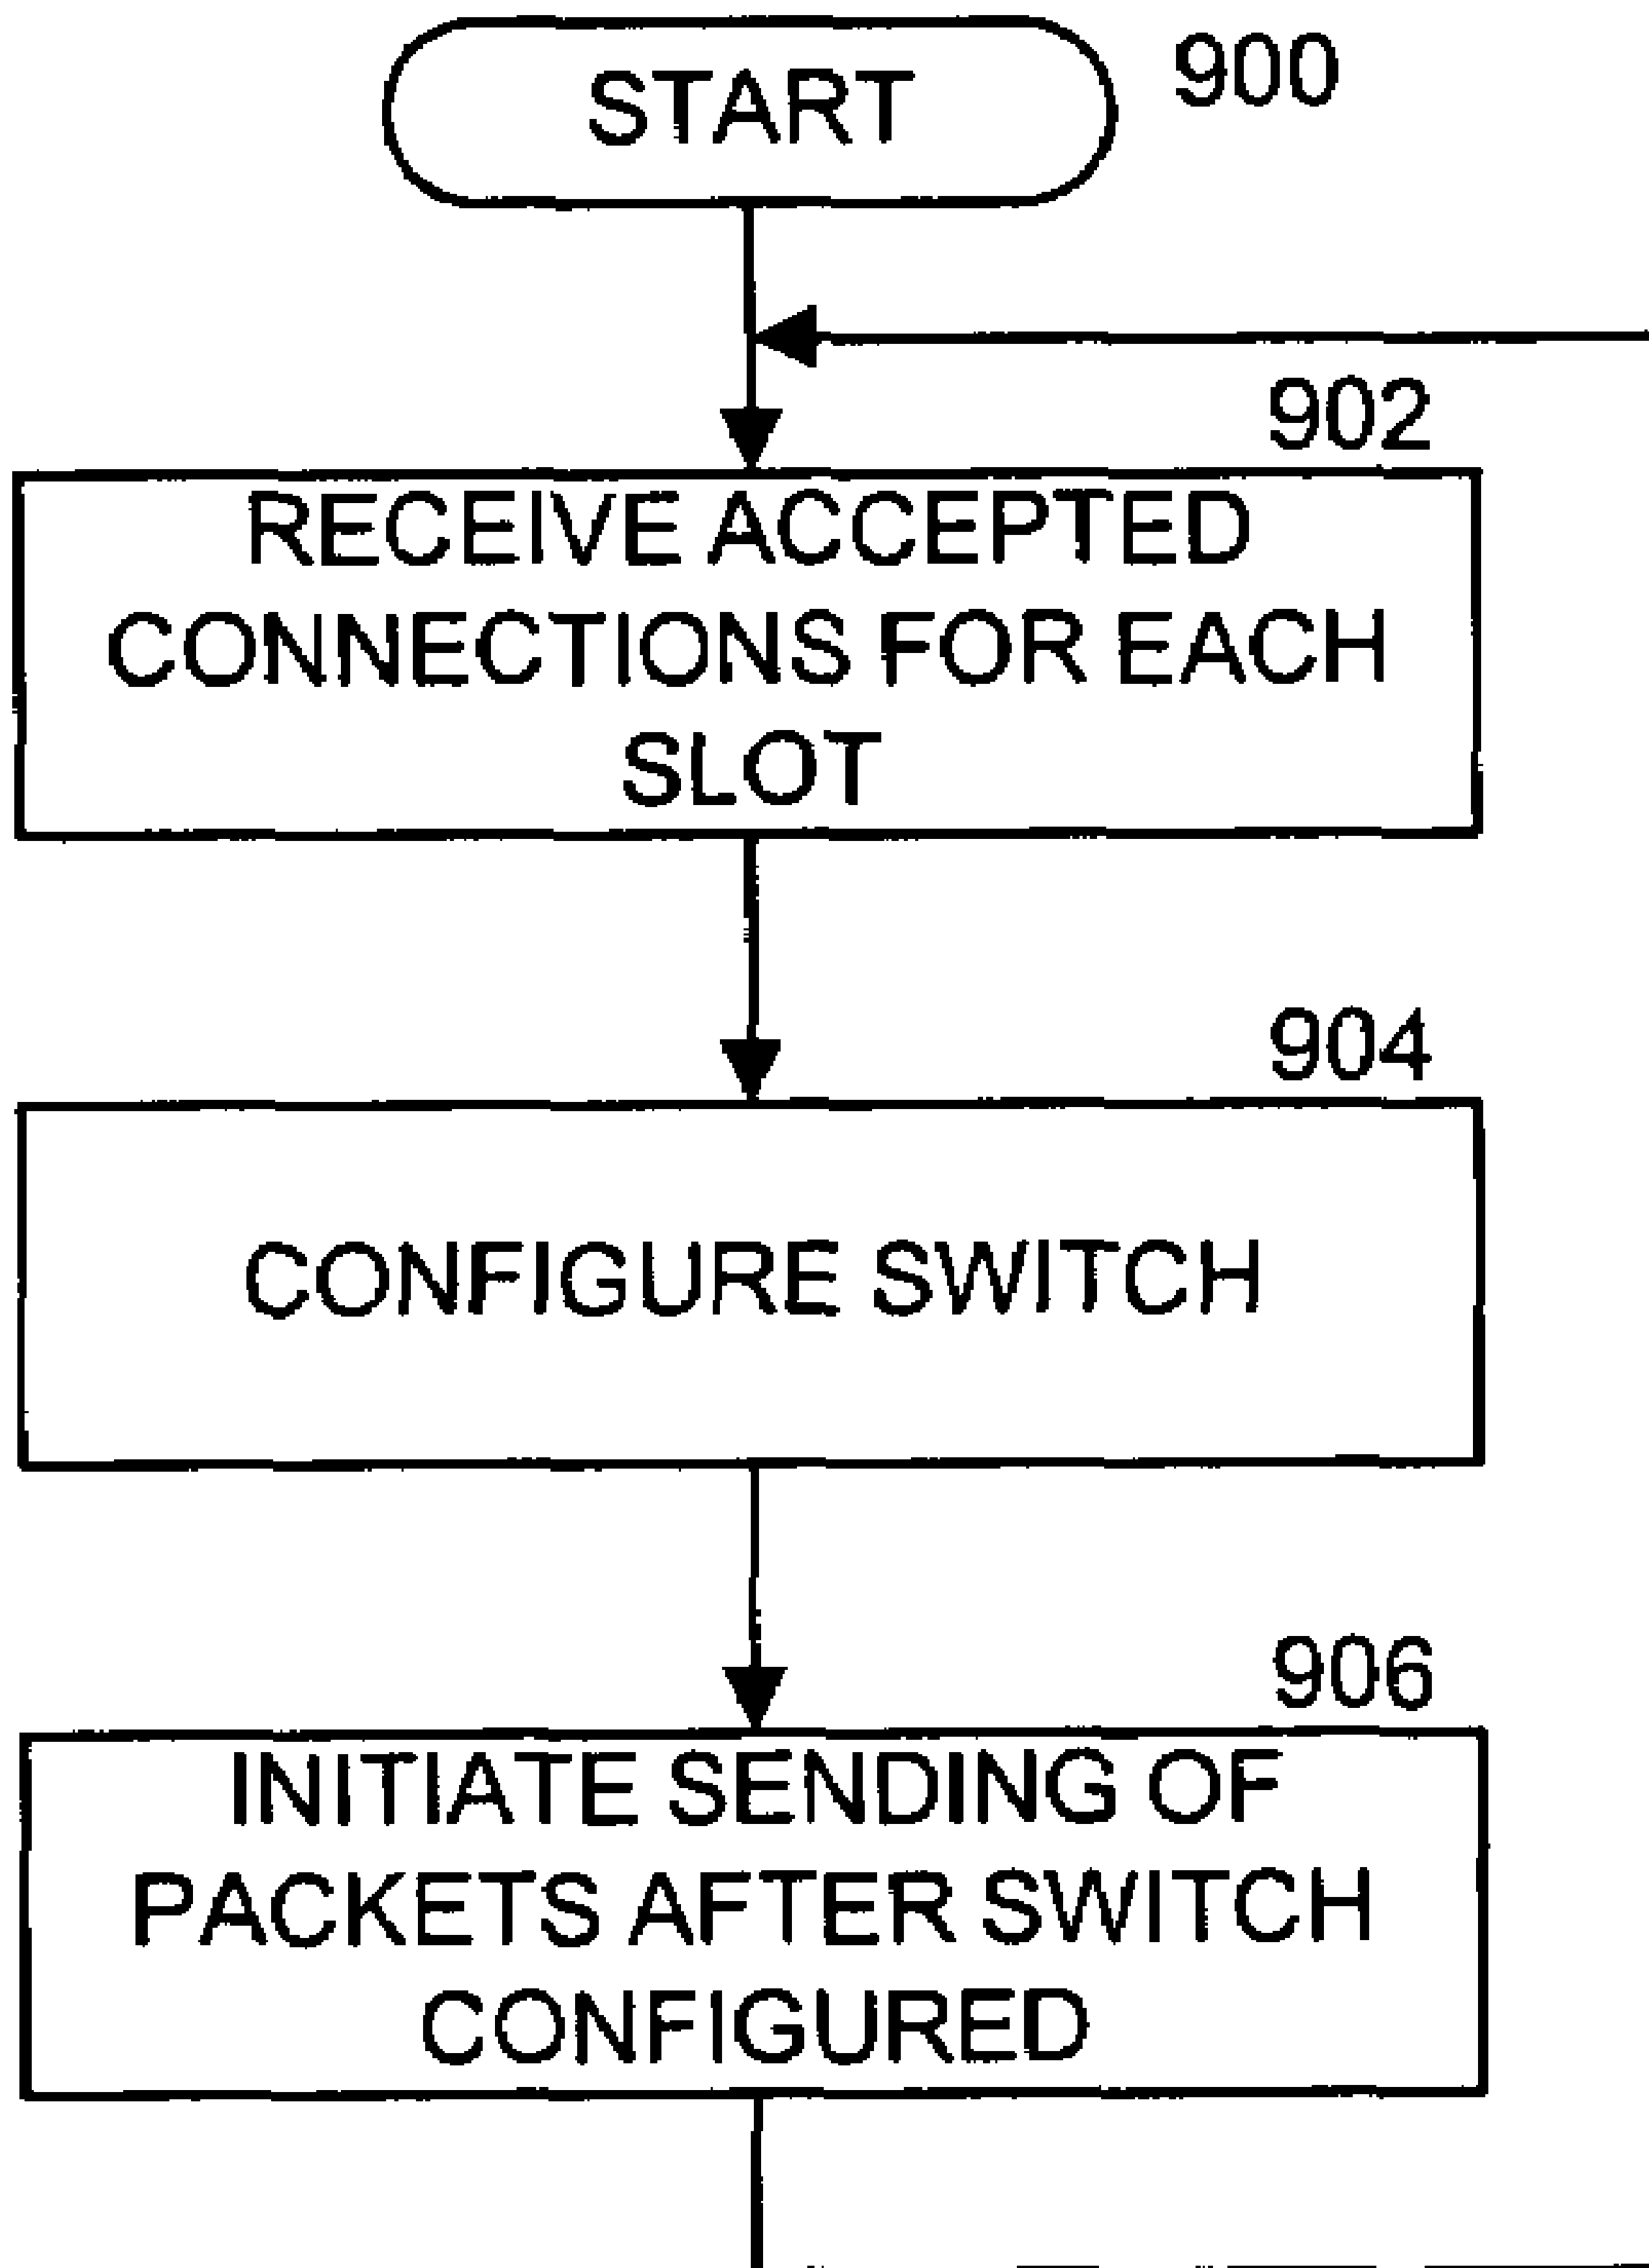 START
900
902
RECEIVE ACCEPTED
CONNECTIONS FOR EACH
SLOT
904
CONFIGURE SWITCH
906
INITIATE SENDING OF
PACKETS AFTER SWITCH
CONFIGURED